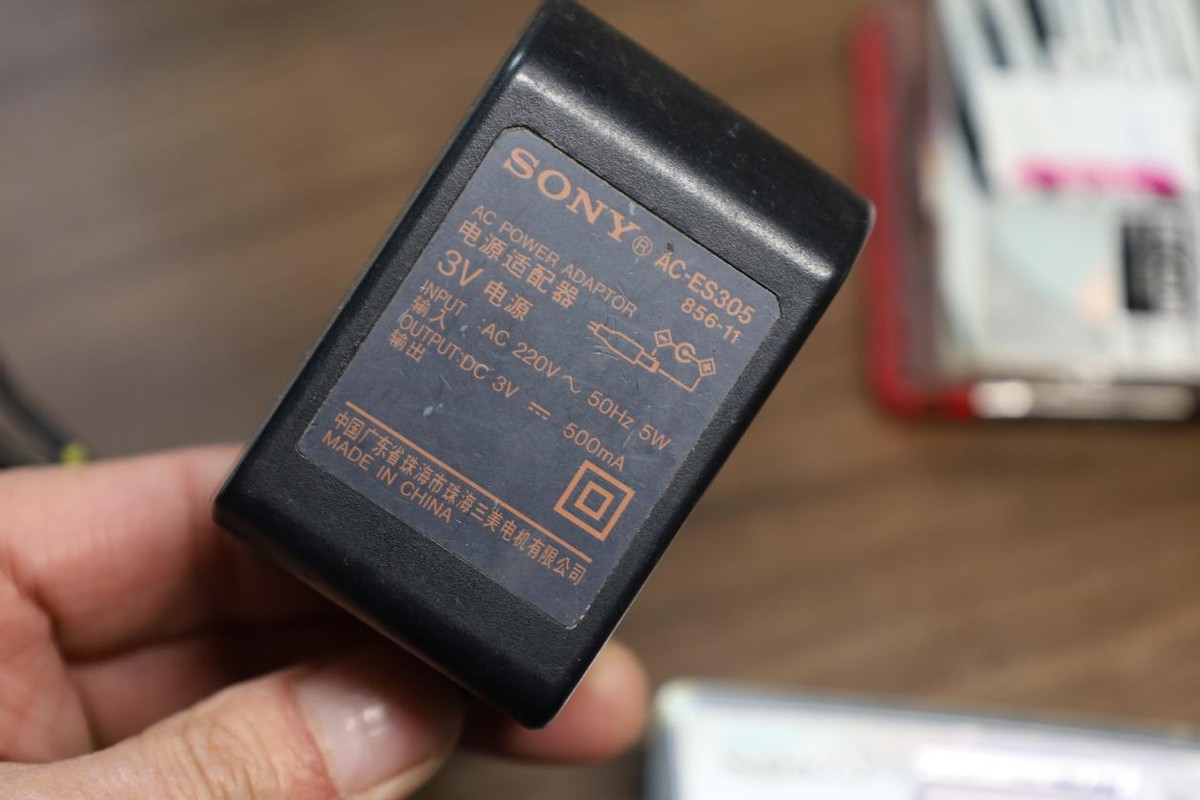 SONY® AC-ES305
856-11
AC POWER ADAPTOR
电源适配器
3V 电源
INPUT :AC 220V ~ 50Hz 5W
输入
OUTPUT:DC 3V ⎓ 500mA
输出
中国广东省珠海市珠海三美电机有限公司
MADE IN CHINA